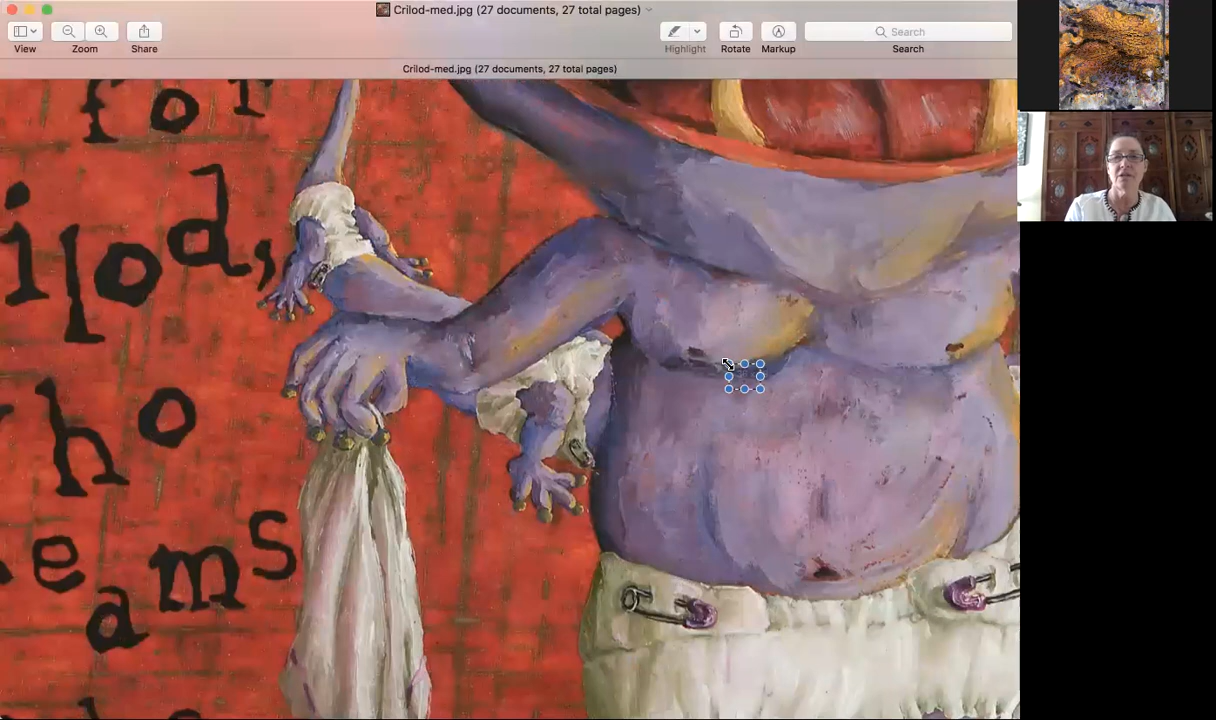 Crilod-med.jpg (27 documents, 27 total pages)
View
Zoom
Share
Highlight
Rotate
Markup
Search
Search
Crilod-med.jpg (27 documents, 27 total pages)
for
ilod,
ho
eams
a